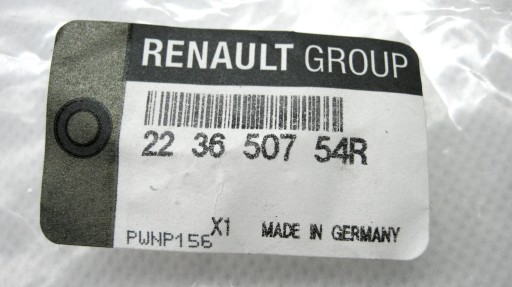 RENAULT GROUP
22 36 507 54R
X1
PWNP156 MADE IN GERMANY